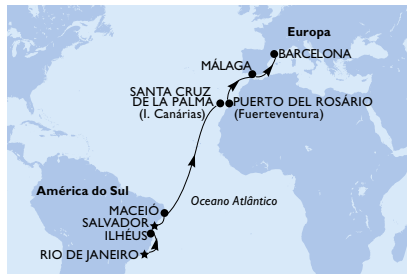 Europa
BARCELONA
MÁLAGA
SANTA CRUZ
DE LA PALMA
(I. Canárias)
PUERTO DEL ROSÁRIO
(Fuerteventura)
América do Sul
Oceano Atlântico
MACEIÓ
SALVADOR
ILHÉUS
RIO DE JANEIRO